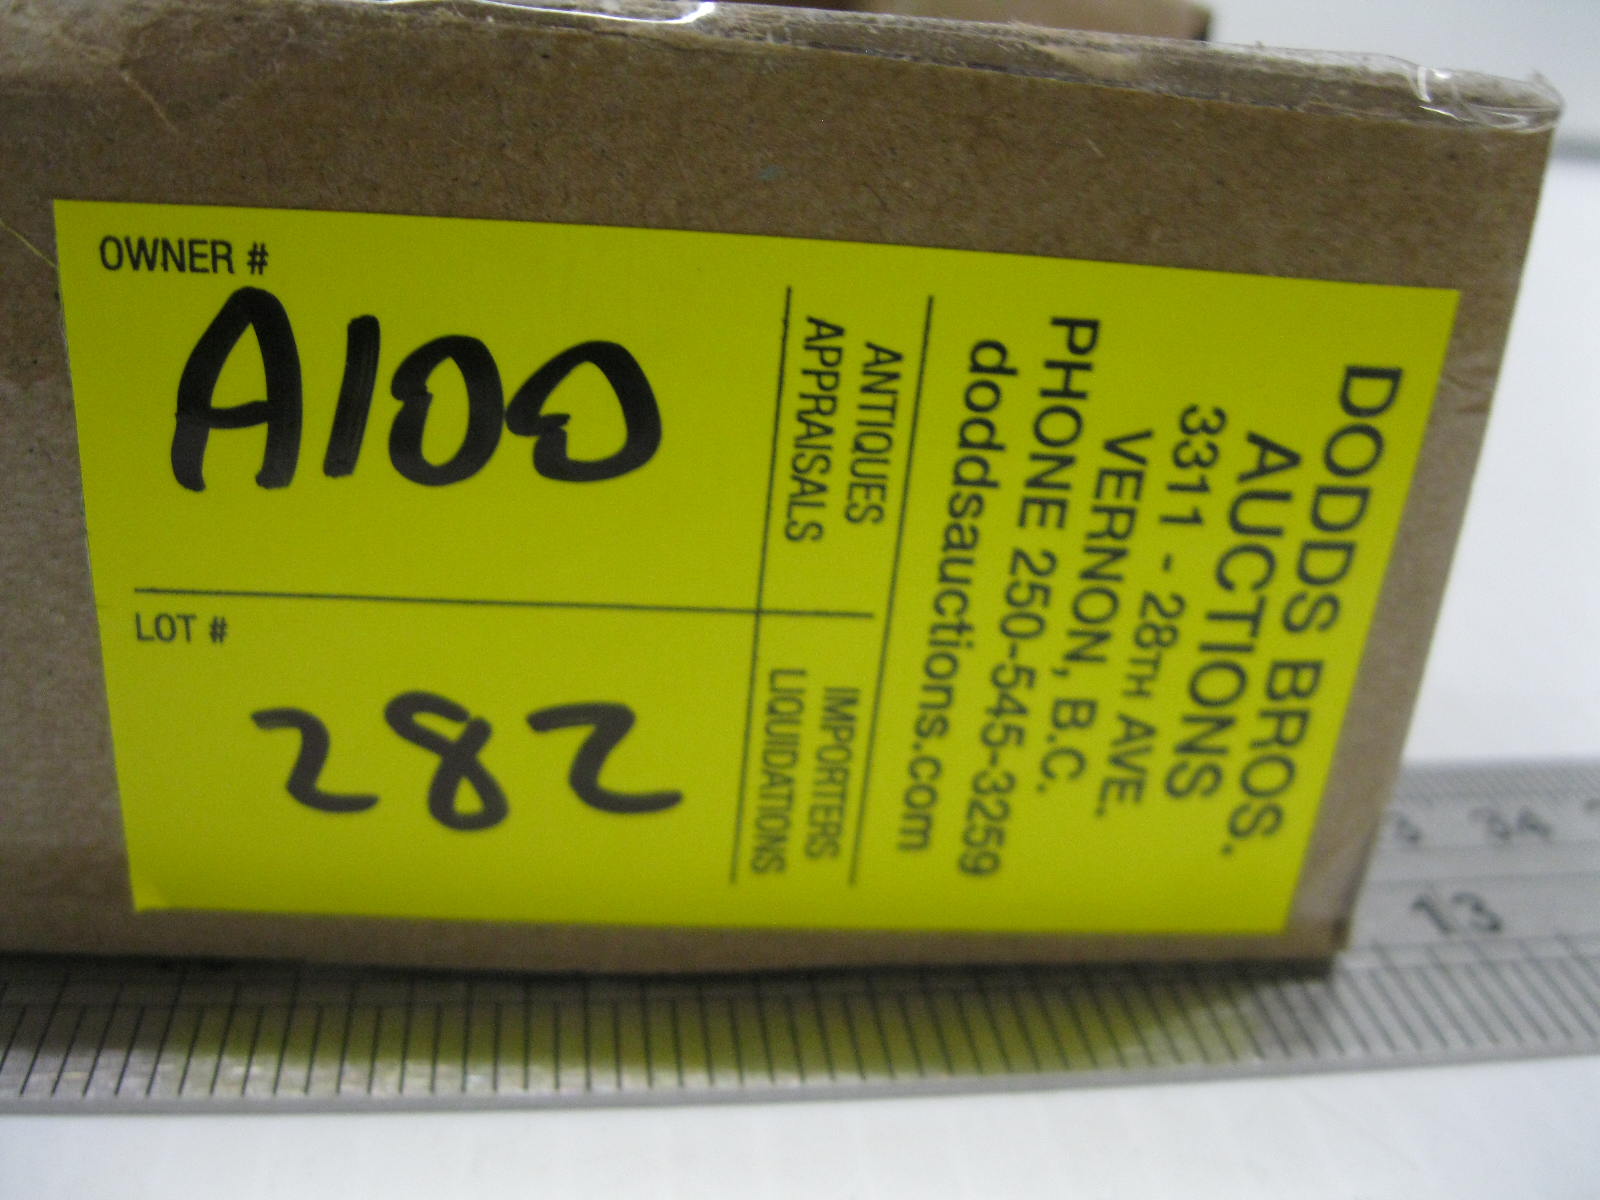 OWNER #
A100
LOT #
282
DODDS BROS.
AUCTIONS
3311 - 28TH AVE.
VERNON, B.C.
PHONE 250-545-3259
doddsauctions.com
ANTIQUES
APPRAISALS
IMPORTERS
LIQUIDATIONS
34
13